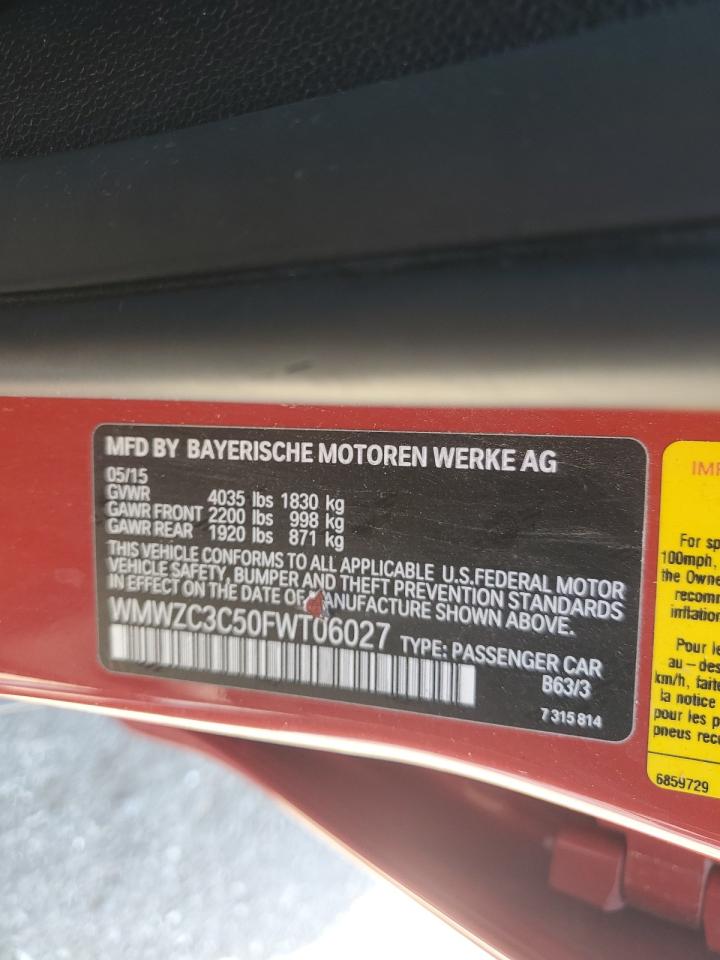 MFD BY BAYERISCHE MOTOREN WERKE AG
05/15
GVWR 4035 lbs 1830 kg
GAWR FRONT 2200 lbs 998 kg
GAWR REAR 1920 lbs 871 kg
THIS VEHICLE CONFORMS TO ALL APPLICABLE U.S.FEDERAL MOTOR
VEHICLE SAFETY, BUMPER AND THEFT PREVENTION STANDARDS
IN EFFECT ON THE DATE OF ANUFACTURE SHOWN ABOVE.
WMWZC3C50FWT06027 TYPE: PASSENGER CAR
B63/3
7 315 814
IM
For sp
100mph,
the Owne
recomm
inflation
Pour le
au-des
km/h, faite
la notice
pour les p
pneus rec
6859729